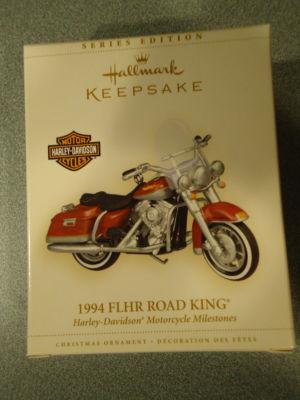 SERIES EDITION
Hallmark
KEEPSAKE
MOTOR
HARLEY-DAVIDSON
CYCLES
1994 FLHR ROAD KING®
Harley-Davidson® Motorcycle Milestones
CHRISTMAS ORNAMENT • DÉCORATION DES FÊTES